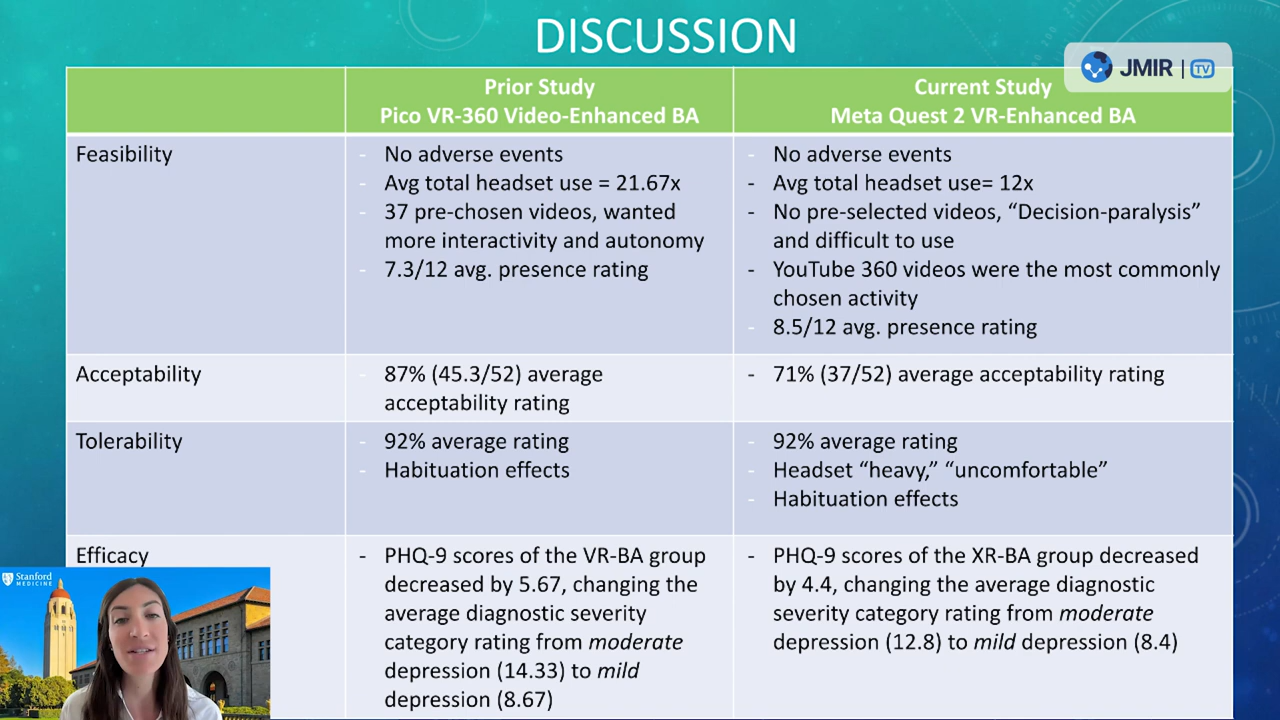 DISCUSSION
JMIR | TV
Prior Study
Pico VR-360 Video-Enhanced BA
Current Study
Meta Quest 2 VR-Enhanced BA
Feasibility
- No adverse events
- Avg total headset use = 21.67x
- 37 pre-chosen videos, wanted
more interactivity and autonomy
- 7.3/12 avg. presence rating
- No adverse events
- Avg total headset use= 12x
- No pre-selected videos, “Decision-paralysis”
and difficult to use
- YouTube 360 videos were the most commonly
chosen activity
- 8.5/12 avg. presence rating
Acceptability
- 87% (45.3/52) average
acceptability rating
- 71% (37/52) average acceptability rating
Tolerability
- 92% average rating
- Habituation effects
- 92% average rating
- Headset “heavy,” “uncomfortable”
- Habituation effects
Efficacy
- PHQ-9 scores of the VR-BA group
decreased by 5.67, changing the
average diagnostic severity
category rating from moderate
depression (14.33) to mild
depression (8.67)
- PHQ-9 scores of the XR-BA group decreased
by 4.4, changing the average diagnostic
severity category rating from moderate
depression (12.8) to mild depression (8.4)
Stanford
MEDICINE